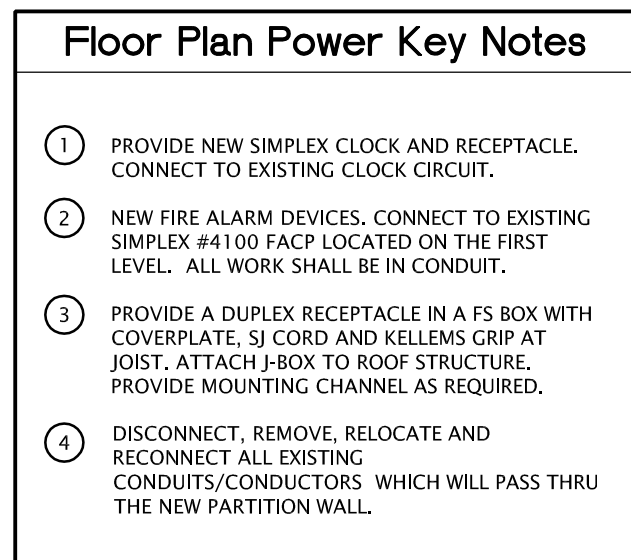 Floor Plan Power Key Notes
1 PROVIDE NEW SIMPLEX CLOCK AND RECEPTACLE.
CONNECT TO EXISTING CLOCK CIRCUIT.
2 NEW FIRE ALARM DEVICES. CONNECT TO EXISTING
SIMPLEX #4100 FACP LOCATED ON THE FIRST
LEVEL. ALL WORK SHALL BE IN CONDUIT.
3 PROVIDE A DUPLEX RECEPTACLE IN A FS BOX WITH
COVERPLATE, SJ CORD AND KELLEMS GRIP AT
JOIST. ATTACH J-BOX TO ROOF STRUCTURE.
PROVIDE MOUNTING CHANNEL AS REQUIRED.
4 DISCONNECT, REMOVE, RELOCATE AND
RECONNECT ALL EXISTING
CONDUITS/CONDUCTORS WHICH WILL PASS THRU
THE NEW PARTITION WALL.